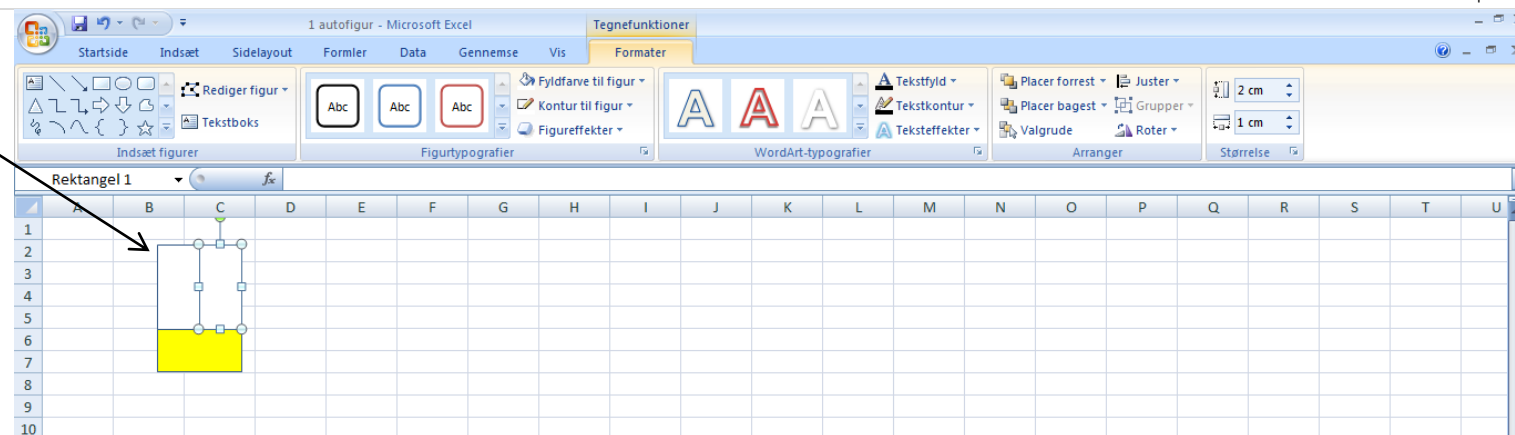 1 autofigur - Microsoft Excel
Tegnefunktioner
Startside Indsæt Sidelayout Formler Data Gennemse Vis Formater
Rediger figur
Tekstboks
Indsæt figurer
Abc Abc Abc
Fyldfarve til figur
Kontur til figur
Figureffekter
Figurtypografier
A A A
Tekstfyld
Tekstkontur
Teksteffekter
WordArt-typografier
Placer forrest
Placer bagest
Valgrude
Juster
Grupper
Roter
Arranger
2 cm
1 cm
Størrelse
Rektangel 1 fx
A B C D E F G H I J K L M N O P Q R S T U
1
2
3
4
5
6
7
8
9
10